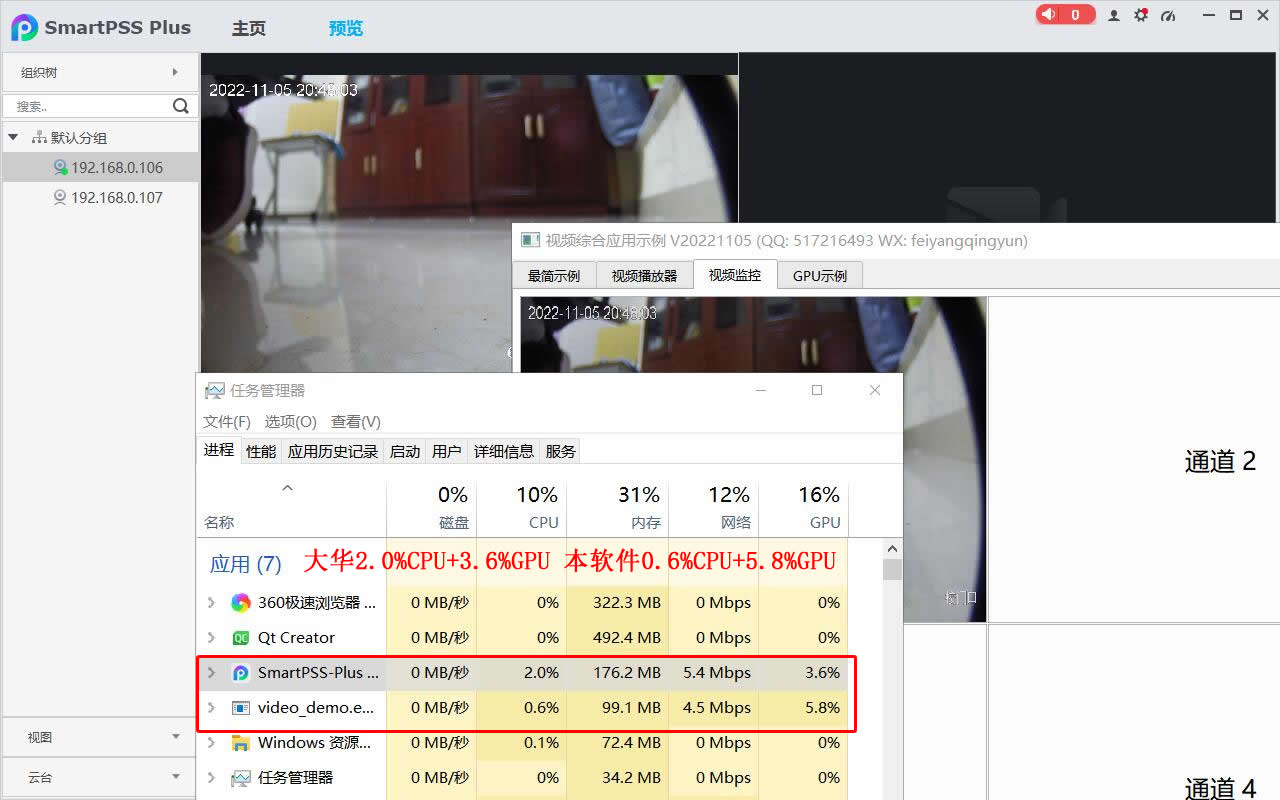 SmartPSS Plus 主页 预览 0
组织树
搜索..
默认分组
192.168.0.106
192.168.0.107
视图
云台
2022-11-05 20:48:03
视频综合应用示例 V20221105 (QQ: 517216493 WX: feiyangqingyun)
最简示例 视频播放器 视频监控 GPU示例
2022-11-05 20:48:03
通道 2
通道 4
任务管理器
文件(F) 选项(O) 查看(V)
进程 性能 应用历史记录 启动 用户 详细信息 服务
0% 10% 31% 12% 16%
名称 磁盘 CPU 内存 网络 GPU
应用 (7) 大华2.0%CPU+3.6%GPU 本软件0.6%CPU+5.8%GPU
360极速浏览器 ... 0 MB/秒 0% 322.3 MB 0 Mbps 0%
Qt Creator 0 MB/秒 0% 492.4 MB 0 Mbps 0%
SmartPSS-Plus ... 0 MB/秒 2.0% 176.2 MB 5.4 Mbps 3.6%
video_demo.e... 0 MB/秒 0.6% 99.1 MB 4.5 Mbps 5.8%
Windows 资源... 0 MB/秒 0.1% 72.4 MB 0 Mbps 0%
任务管理器 0 MB/秒 0% 34.2 MB 0 Mbps 0%